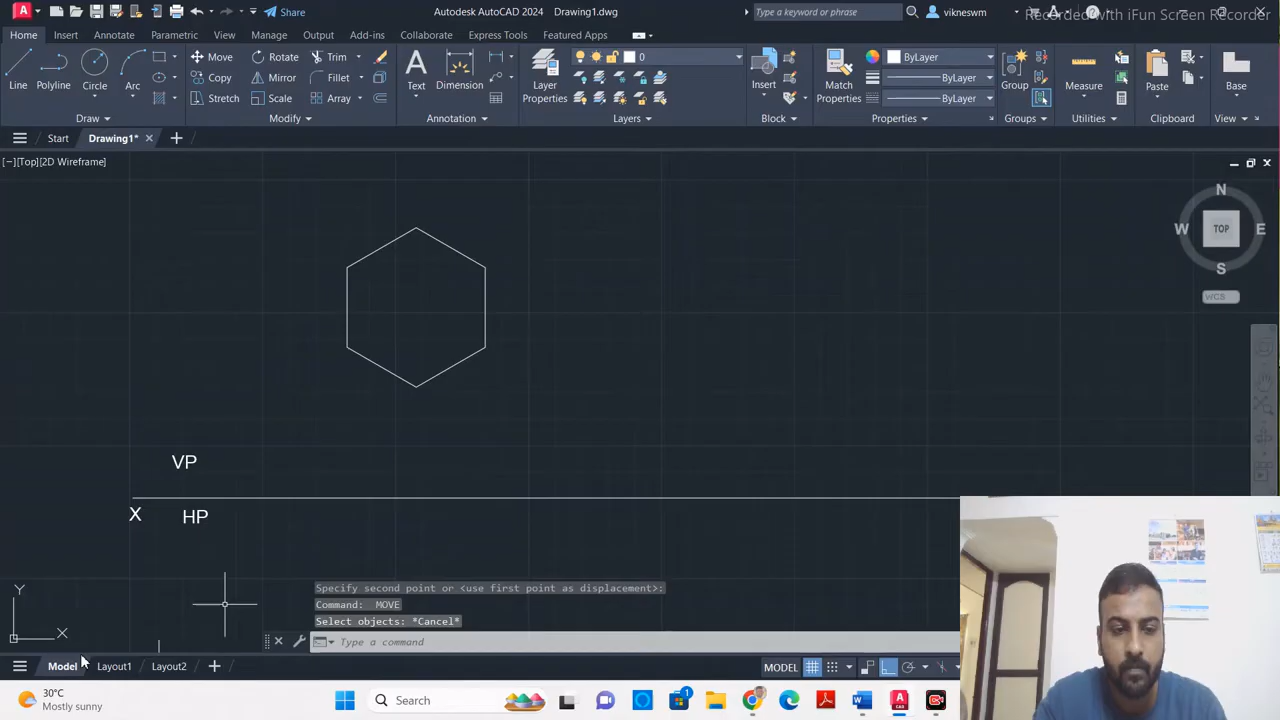 Share
Autodesk AutoCAD 2024 Drawing1.dwg
Type a keyword or phrase
vikneswm
Recorded with iFun Screen Recorder
Home Insert Annotate Parametric View Manage Output Add-ins Collaborate Express Tools Featured Apps
Line Polyline Circle Arc
Move Rotate Trim
Copy Mirror Fillet
Stretch Scale Array
Text Dimension
Layer Properties
0
Insert
Match Properties
ByLayer
ByLayer
ByLayer
Group
Measure
Paste
Base
Draw Modify Annotation Layers Block Properties Groups Utilities Clipboard View
Start Drawing1*
[−][Top][2D Wireframe]
N
W TOP E
S
WCS
VP
X HP
Y
X
Specify second point or <use first point as displacement>:
Command: MOVE
Select objects: *Cancel*
Type a command
Model Layout1 Layout2
MODEL
30°C
Mostly sunny
Search
1